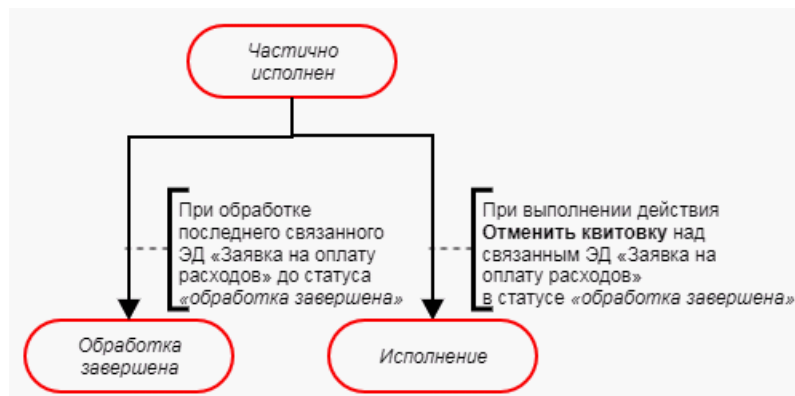 Частично
исполнен
При обработке
последнего связанного
ЭД «Заявка на оплату
расходов» до статуса
«обработка завершена»
При выполнении действия
Отменить квитовку над
связанным ЭД «Заявка на
оплату расходов»
в статусе «обработка завершена»
Обработка
завершена
Исполнение